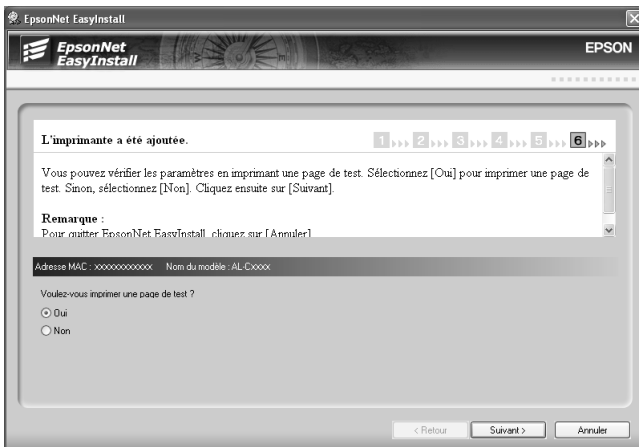 EpsonNet EasyInstall
EpsonNet
EasyInstall
EPSON
L'imprimante a été ajoutée.
1 2 3 4 5 6
Vous pouvez vérifier les paramètres en imprimant une page de test. Sélectionnez [Oui] pour imprimer une page de
test. Sinon, sélectionnez [Non]. Cliquez ensuite sur [Suivant].
Remarque :
Pour quitter EpsonNet EasyInstall, cliquez sur [Annuler]
Adresse MAC : xxxxxxxxxxxx Nom du modèle : AL-Cxxxx
Voulez-vous imprimer une page de test ?
Oui
Non
< Retour Suivant > Annuler